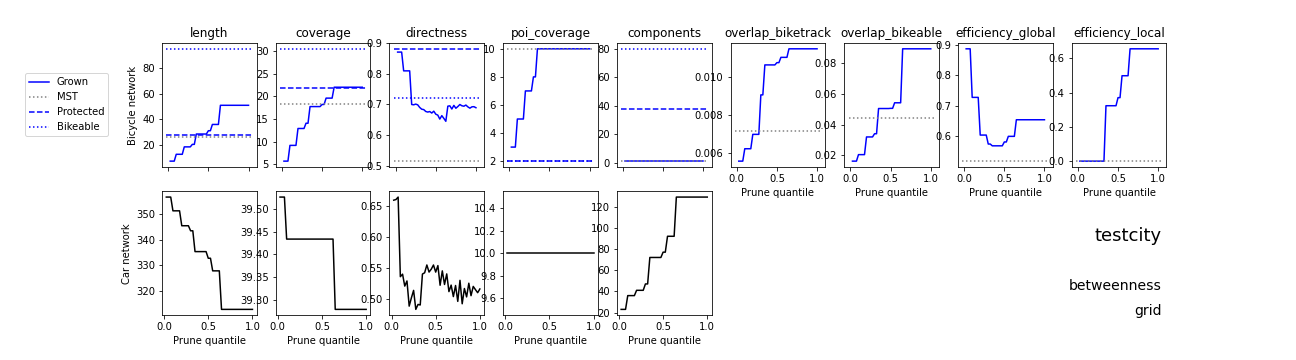 length
coverage
directness
poi_coverage
components
overlap_biketrack
overlap_bikeable
efficiency_global
efficiency_local
Grown
MST
Protected
Bikeable
Bicycle network
80
60
40
20
30
25
20
15
10
5
0.9
0.8
0.7
0.6
0.5
10
8
6
4
2
80
60
40
20
0
0.010
0.008
0.006
0.08
0.06
0.04
0.02
0.9
0.8
0.7
0.6
0.6
0.4
0.2
0.0
0.0 0.5 1.0
0.0 0.5 1.0
0.0 0.5 1.0
0.0 0.5 1.0
Prune quantile
Prune quantile
Prune quantile
Prune quantile
Car network
350
340
330
320
39.50
39.45
39.40
39.35
39.30
0.65
0.60
0.55
0.50
10.4
10.2
10.0
9.8
9.6
120
100
80
60
40
20
0.0 0.5 1.0
0.0 0.5 1.0
0.0 0.5 1.0
0.0 0.5 1.0
0.0 0.5 1.0
Prune quantile
Prune quantile
Prune quantile
Prune quantile
Prune quantile
testcity
betweenness
grid